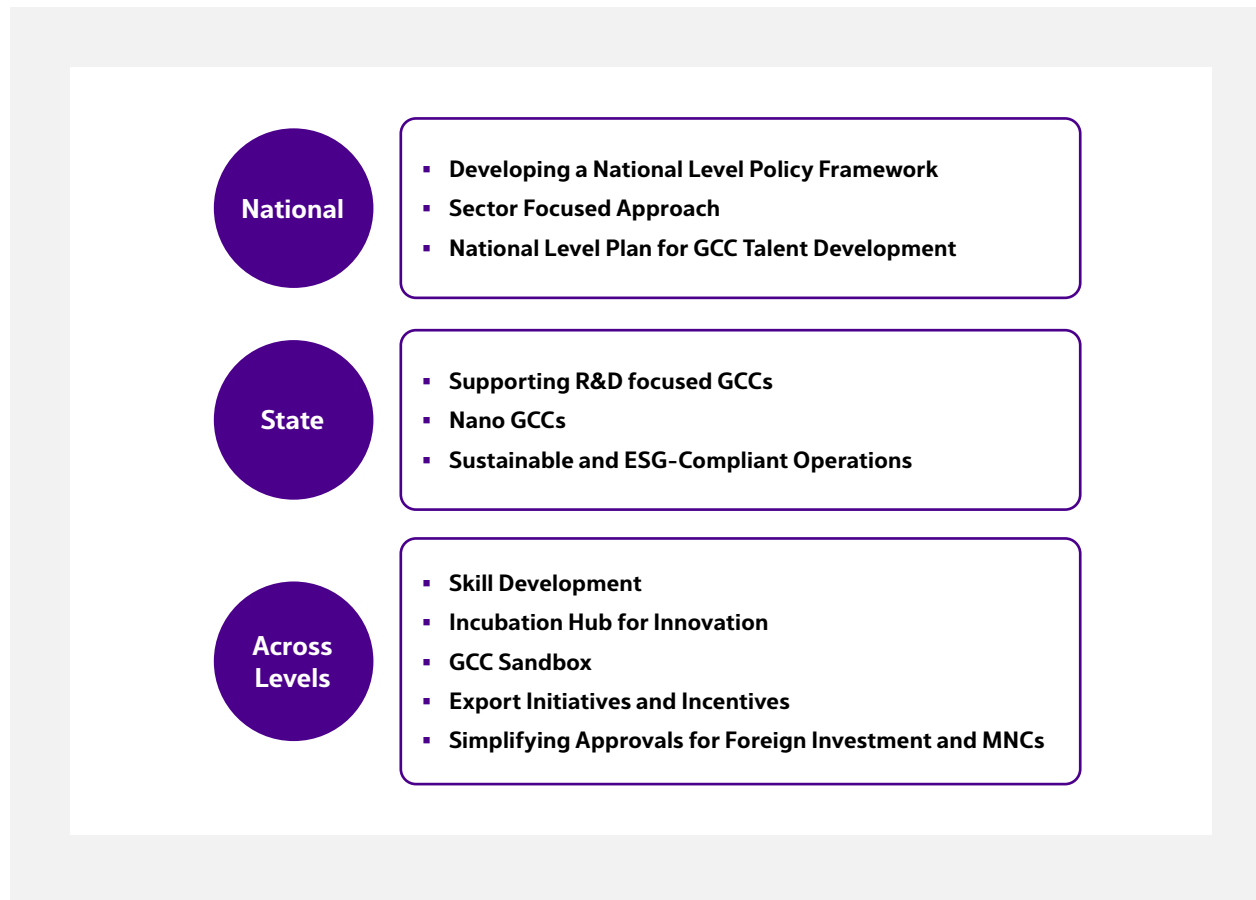 National
▪ Developing a National Level Policy Framework
▪ Sector Focused Approach
▪ National Level Plan for GCC Talent Development
State
▪ Supporting R&D focused GCCs
▪ Nano GCCs
▪ Sustainable and ESG-Compliant Operations
Across
Levels
▪ Skill Development
▪ Incubation Hub for Innovation
▪ GCC Sandbox
▪ Export Initiatives and Incentives
▪ Simplifying Approvals for Foreign Investment and MNCs